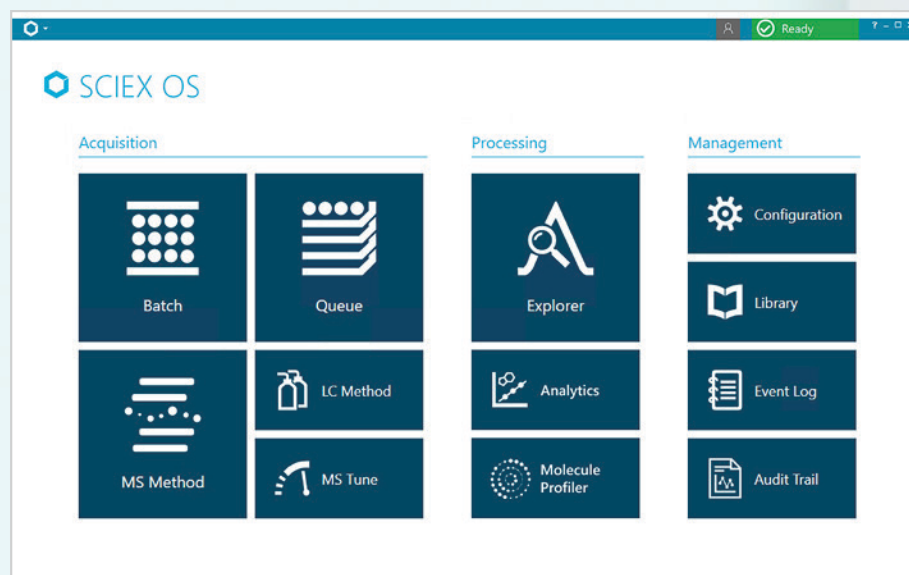 Ready ?
SCIEX OS
Acquisition
Processing
Management
Batch
Queue
MS Method
LC Method
MS Tune
Explorer
Analytics
Molecule
Profiler
Configuration
Library
Event Log
Audit Trail